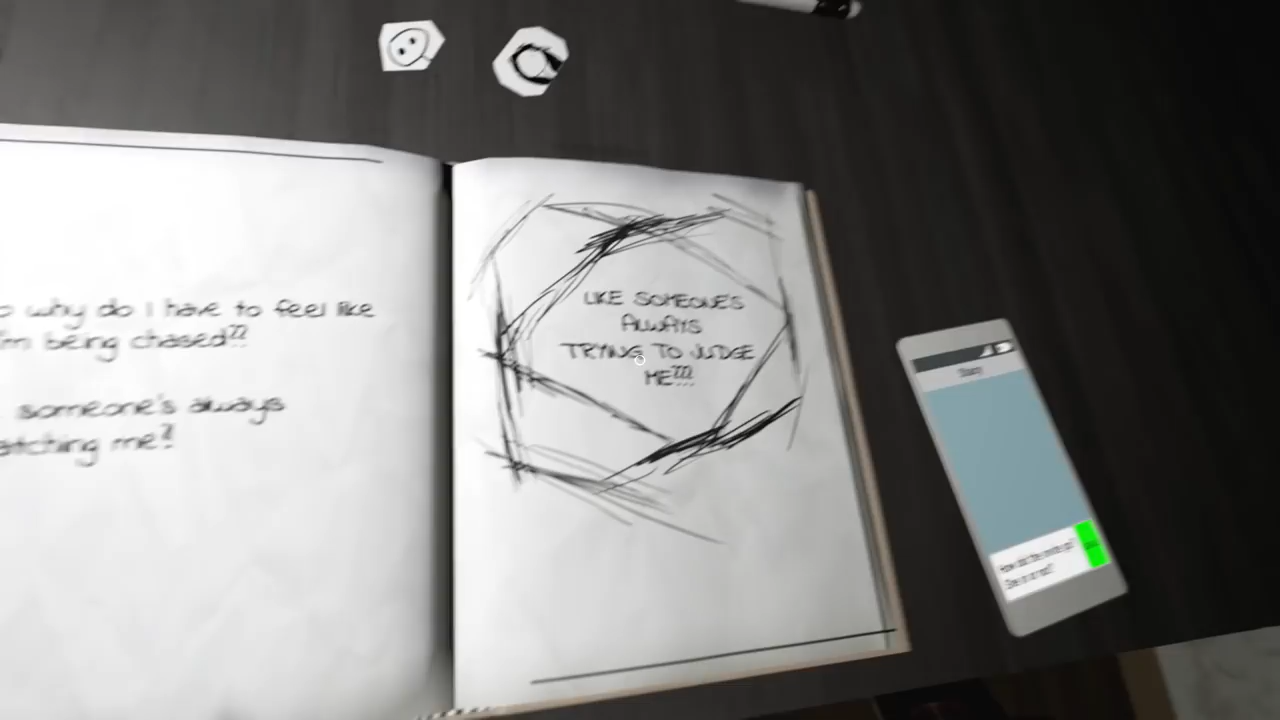 why do I have to feel like
I'm being chased??
someone's always
watching me?
LIKE SOMEONE'S
ALWAYS
TRYING TO JUDGE
ME???